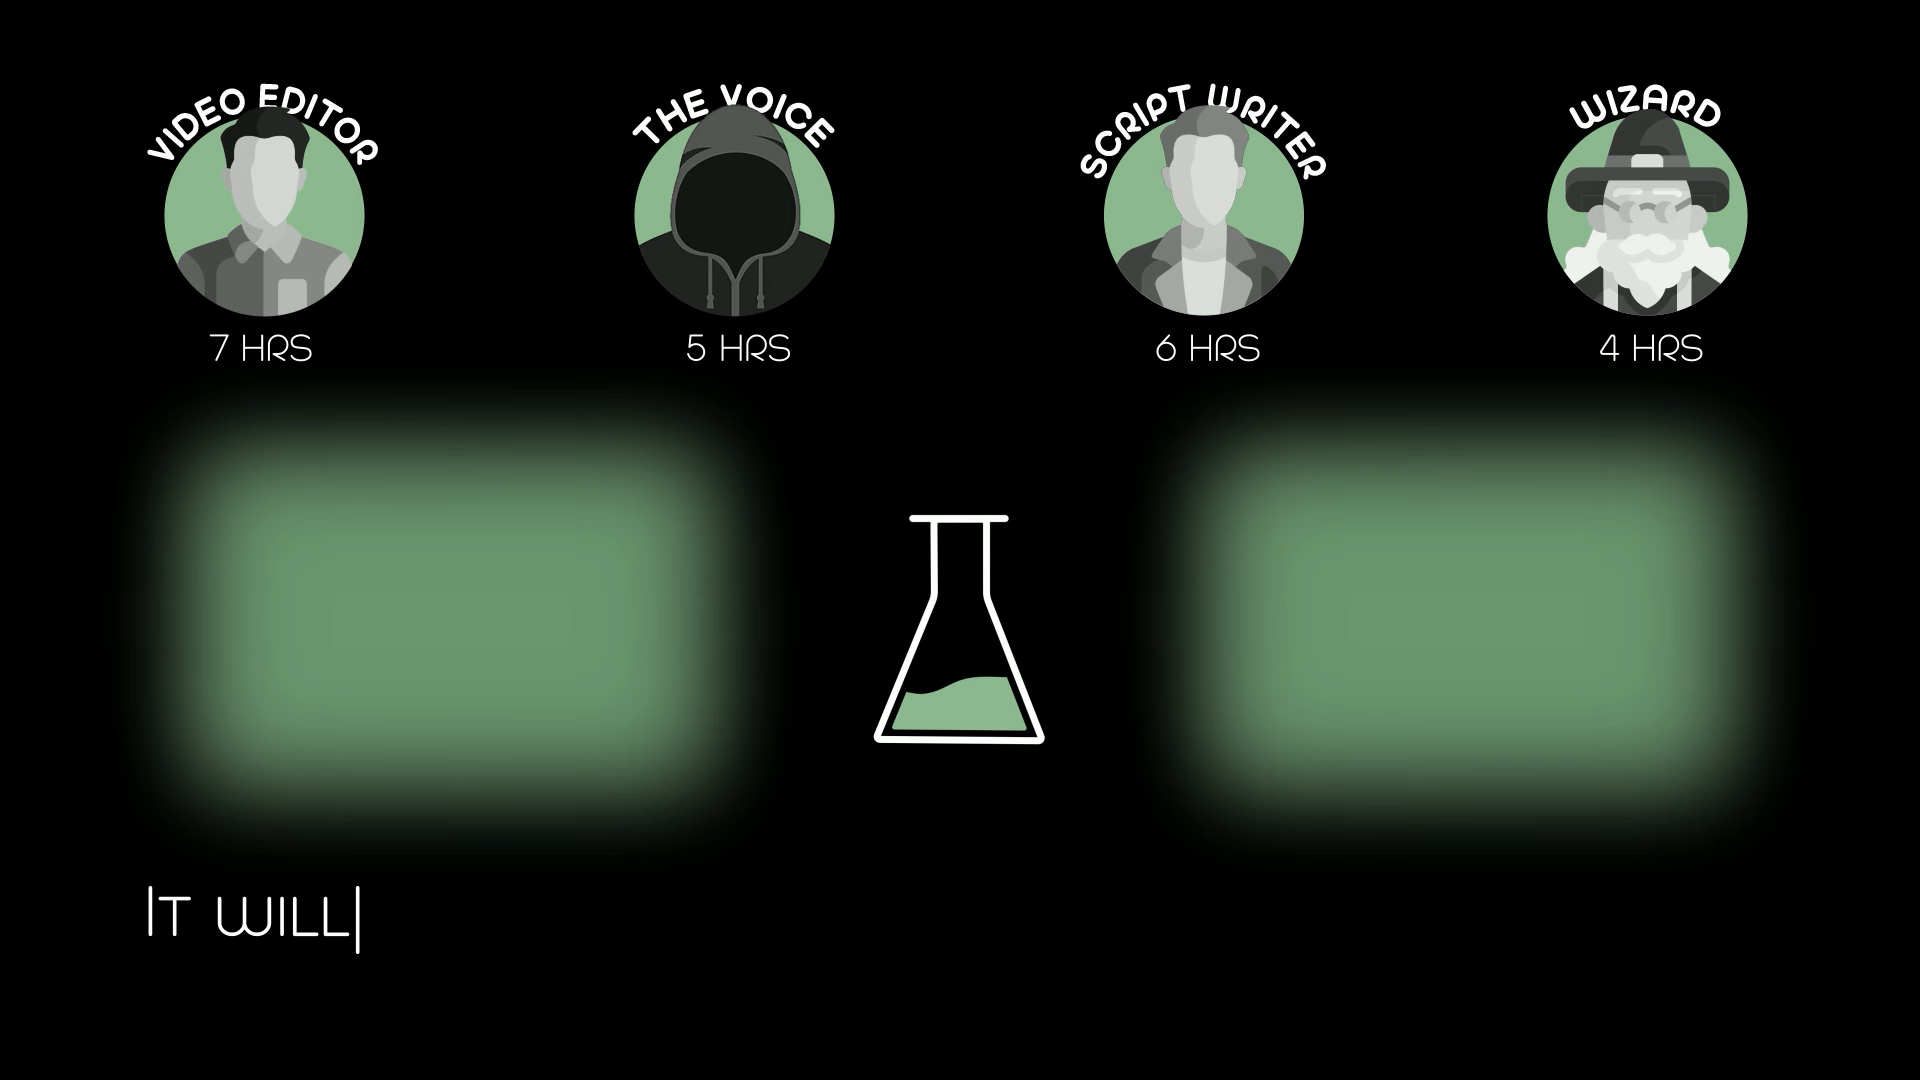 VIDEO EDITOR
THE VOICE
SCRIPT WRITER
WIZARD
7 HRS
5 HRS
6 HRS
4 HRS
IT WILL